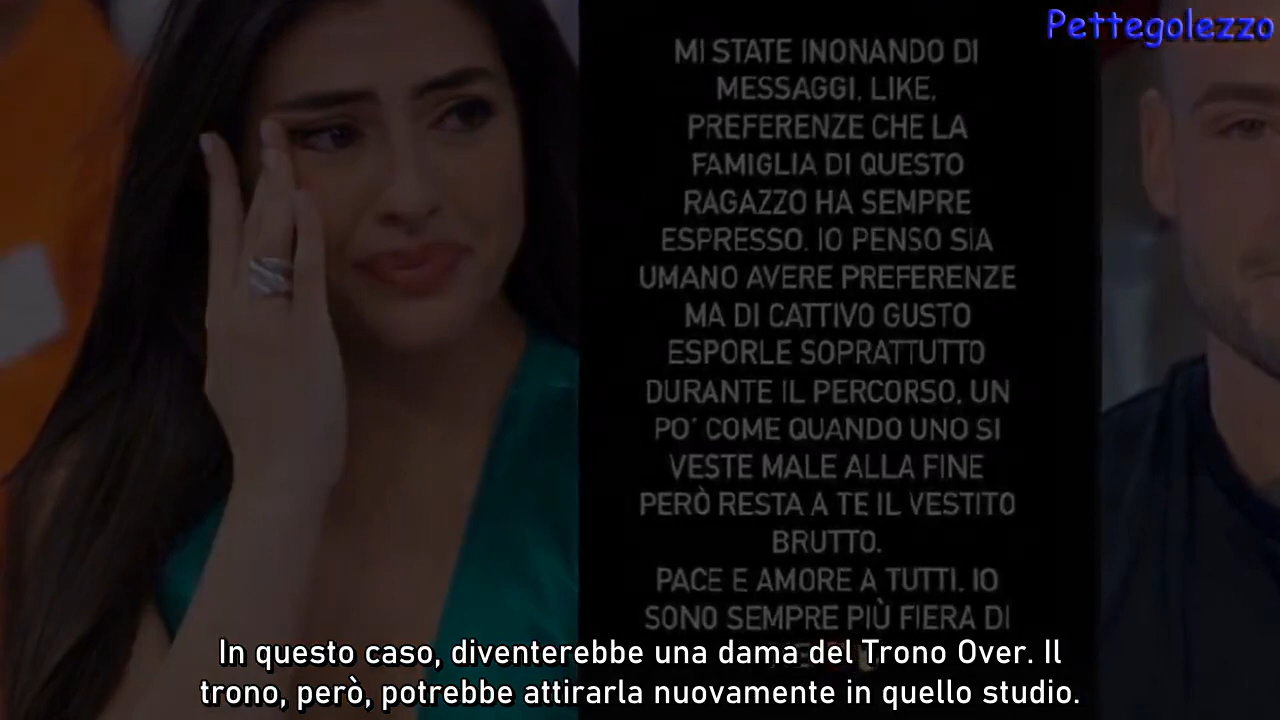 Pettegolezzo
MI STATE INONANDO DI
MESSAGGI, LIKE,
PREFERENZE CHE LA
FAMIGLIA DI QUESTO
RAGAZZO HA SEMPRE
ESPRESSO. IO PENSO SIA
UMANO AVERE PREFERENZE
MA DI CATTIVO GUSTO
ESPORLE SOPRATTUTTO
DURANTE IL PERCORSO, UN
PO' COME QUANDO UNO SI
VESTE MALE ALLA FINE
PERÒ RESTA A TE IL VESTITO
BRUTTO.
PACE E AMORE A TUTTI. IO
SONO SEMPRE PIÙ FIERA DI
In questo caso, diventerebbe una dama del Trono Over. Il
trono, però, potrebbe attirarla nuovamente in quello studio.